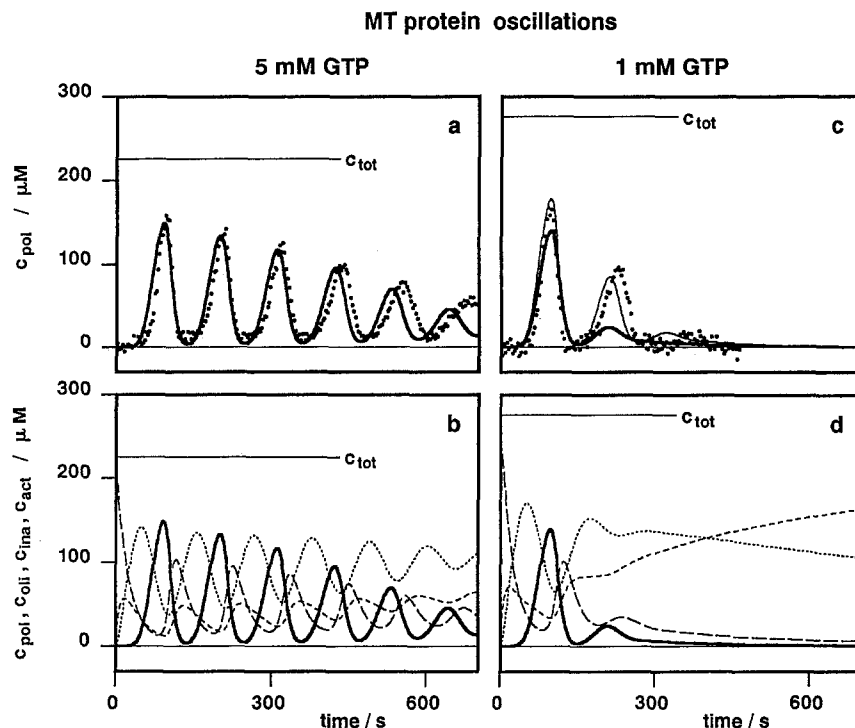 MT protein oscillations
5 mM GTP
1 mM GTP
300
200
100
0
c_pol / μM
a
c_tot
c
c_tot
300
200
100
0
c_pol, c_oli, c_ina, c_act / μM
b
c_tot
d
c_tot
0 300 600
time / s
0 300 600
time / s